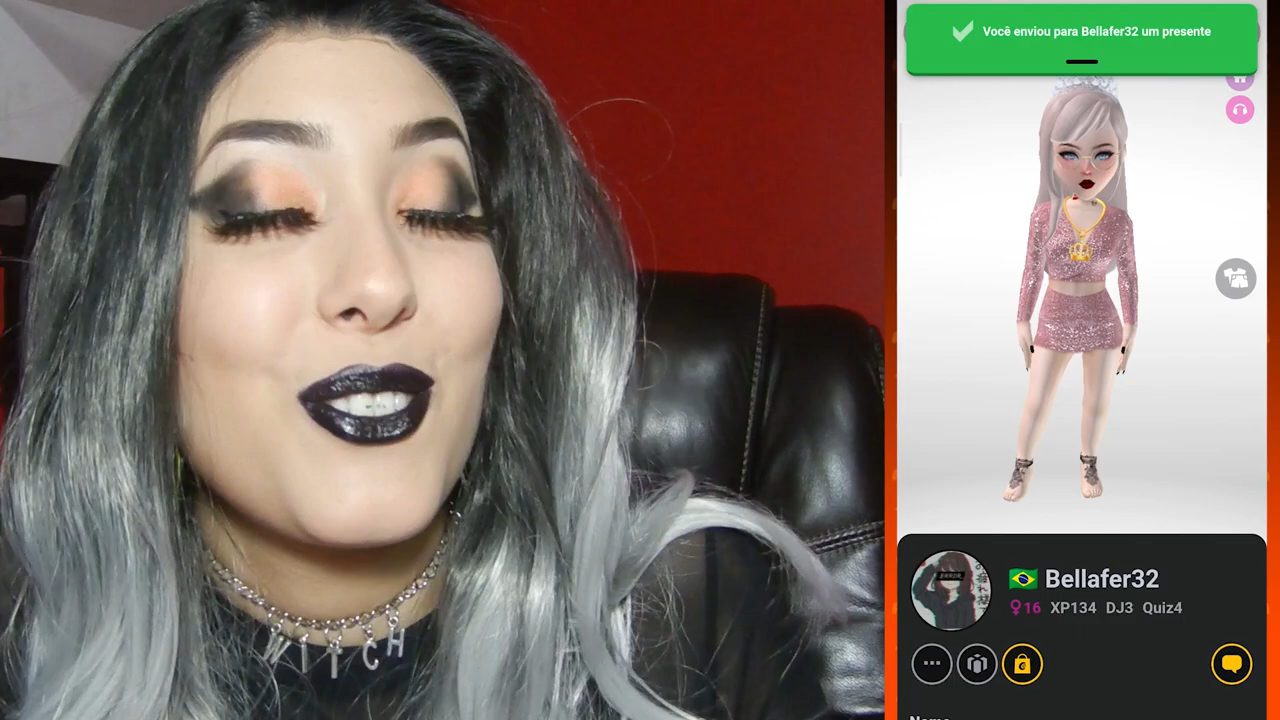 Você enviou para Bellafer32 um presente
WITCH
Bellafer32
♀16 XP134 DJ3 Quiz4